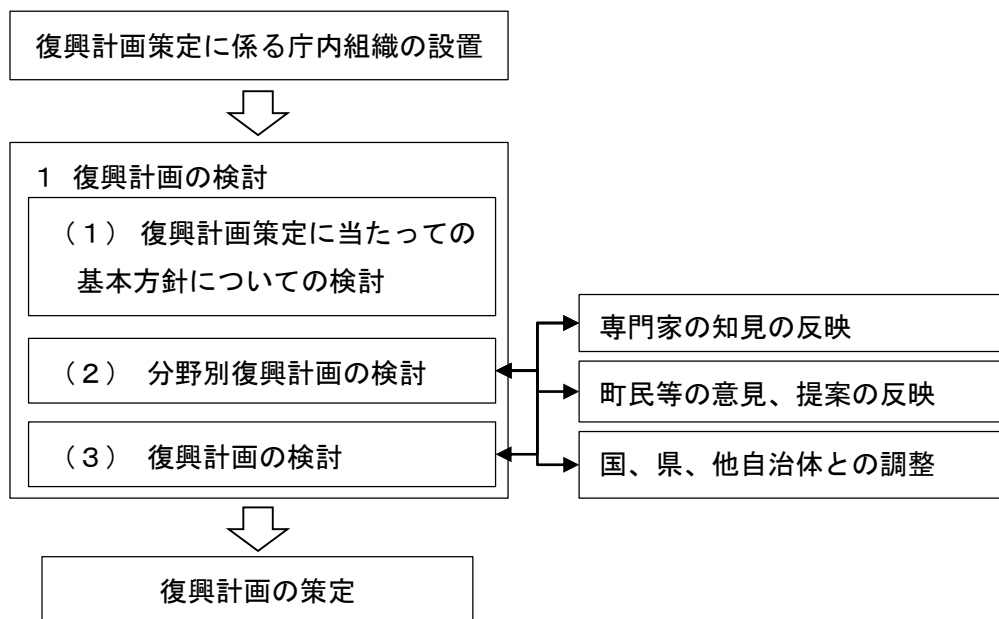 復興計画策定に係る庁内組織の設置
1 復興計画の検討
(1) 復興計画策定に当たっての
基本方針についての検討
(2) 分野別復興計画の検討
(3) 復興計画の検討
専門家の知見の反映
町民等の意見、提案の反映
国、県、他自治体との調整
復興計画の策定